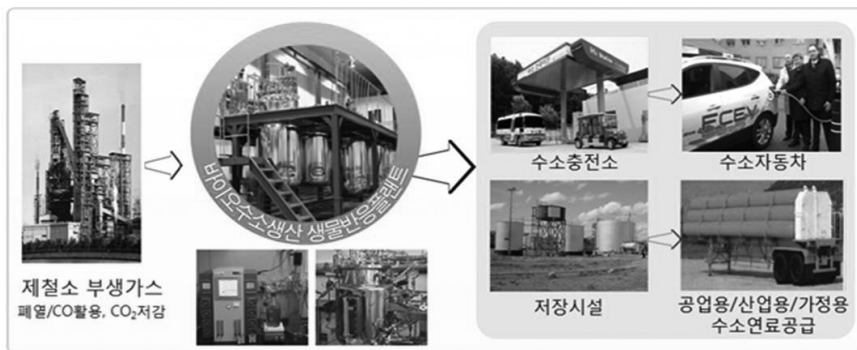 제철소 부생가스
폐열/CO활용, CO₂저감
바이오수소생산 생물반응플랜트
수소충전소
FCEV
수소자동차
저장시설
공업용/산업용/가정용
수소연료공급